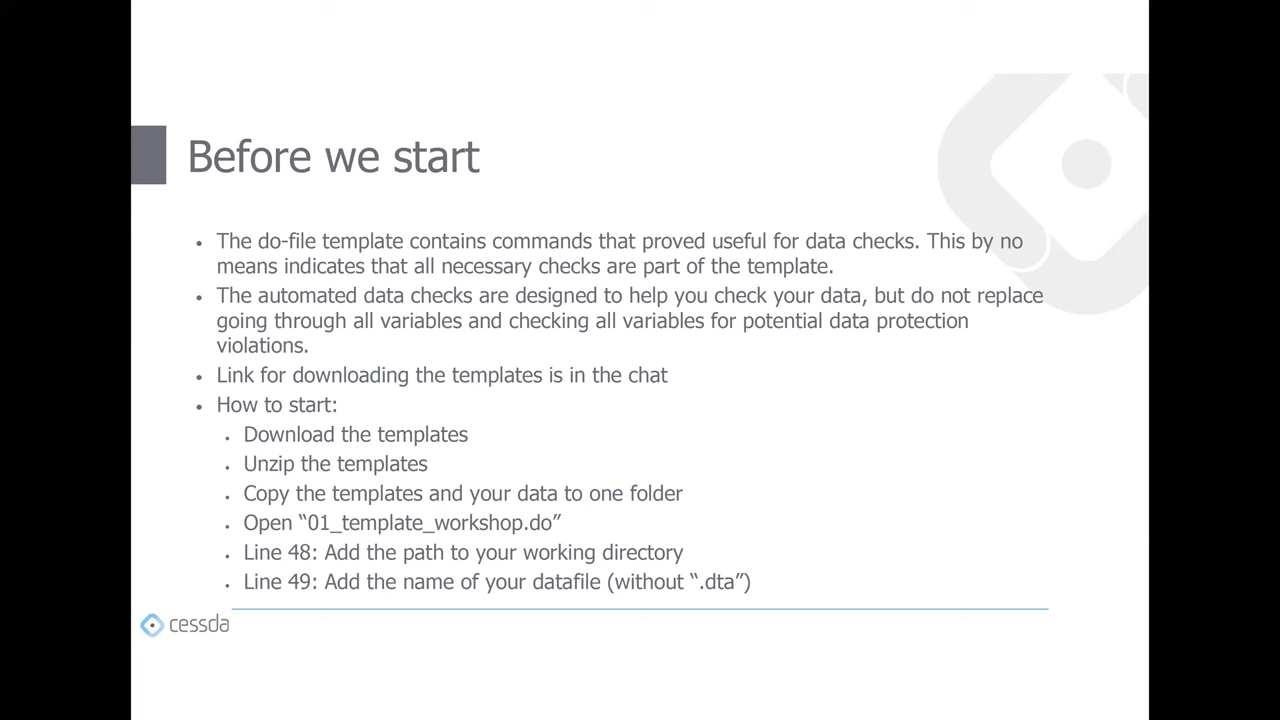 Before we start
• The do-file template contains commands that proved useful for data checks. This by no
means indicates that all necessary checks are part of the template.
• The automated data checks are designed to help you check your data, but do not replace
going through all variables and checking all variables for potential data protection
violations.
• Link for downloading the templates is in the chat
• How to start:
• Download the templates
• Unzip the templates
• Copy the templates and your data to one folder
• Open “01_template_workshop.do”
• Line 48: Add the path to your working directory
• Line 49: Add the name of your datafile (without “.dta”)
cessda